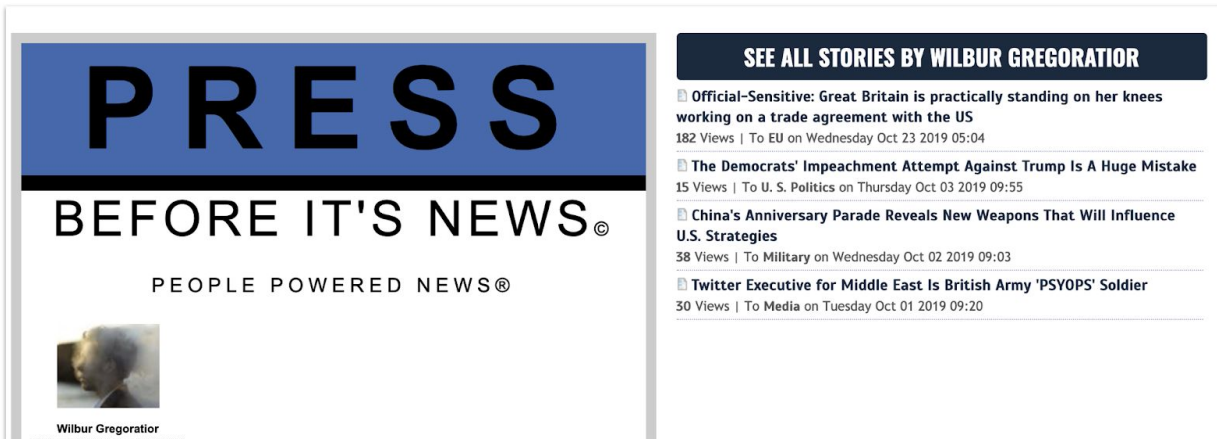 PRESS
BEFORE IT'S NEWS©
PEOPLE POWERED NEWS®
Wilbur Gregoratior
SEE ALL STORIES BY WILBUR GREGORATIOR
Official-Sensitive: Great Britain is practically standing on her knees
working on a trade agreement with the US
182 Views | To EU on Wednesday Oct 23 2019 05:04
The Democrats' Impeachment Attempt Against Trump Is A Huge Mistake
15 Views | To U. S. Politics on Thursday Oct 03 2019 09:55
China's Anniversary Parade Reveals New Weapons That Will Influence
U.S. Strategies
38 Views | To Military on Wednesday Oct 02 2019 09:03
Twitter Executive for Middle East Is British Army 'PSYOPS' Soldier
30 Views | To Media on Tuesday Oct 01 2019 09:20